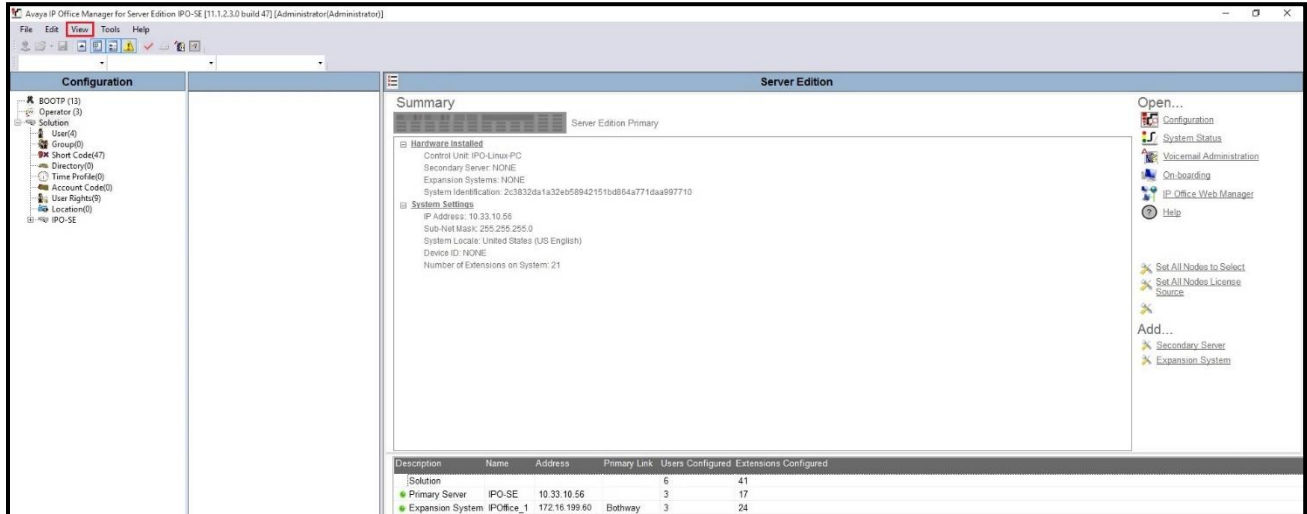 Avaya IP Office Manager for Server Edition IPO-SE [11.1.2.3.0 build 47] [Administrator(Administrator)]
File Edit View Tools Help
Configuration
Server Edition
BOOTP (13)
Operator (3)
Solution
User(4)
Group(0)
Short Code(47)
Directory(0)
Time Profile(0)
Account Code(0)
User Rights(9)
Location(0)
IPO-SE
Summary
Server Edition Primary
Hardware Installed
Control Unit: IPO-Linux-PC
Secondary Server: NONE
Expansion Systems: NONE
System Identification: 2c3832da1a32eb58942151bd864a771daa997710
System Settings
IP Address: 10.33.10.56
Sub-Net Mask: 255.255.255.0
System Locale: United States (US English)
Device ID: NONE
Number of Extensions on System: 21
Open...
Configuration
System Status
Voicemail Administration
On-boarding
IP Office Web Manager
Help
Set All Nodes to Select
Set All Nodes License
Source
Add...
Secondary Server
Expansion System
Description Name Address Primary Link Users Configured Extensions Configured
Solution 6 41
Primary Server IPO-SE 10.33.10.56 3 17
Expansion System IPOffice_1 172.16.199.60 Bothway 3 24